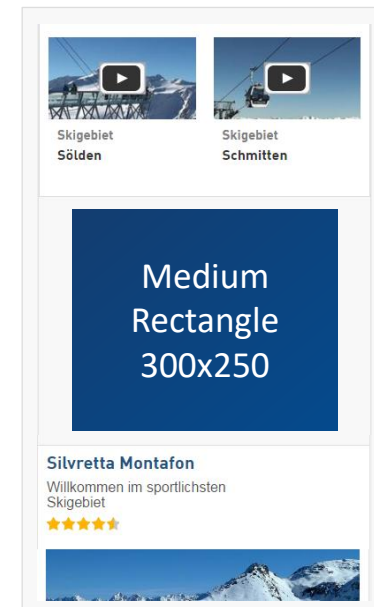 Skigebiet
Sölden
Skigebiet
Schmitten
Medium
Rectangle
300x250
Silvretta Montafon
Willkommen im sportlichsten
Skigebiet